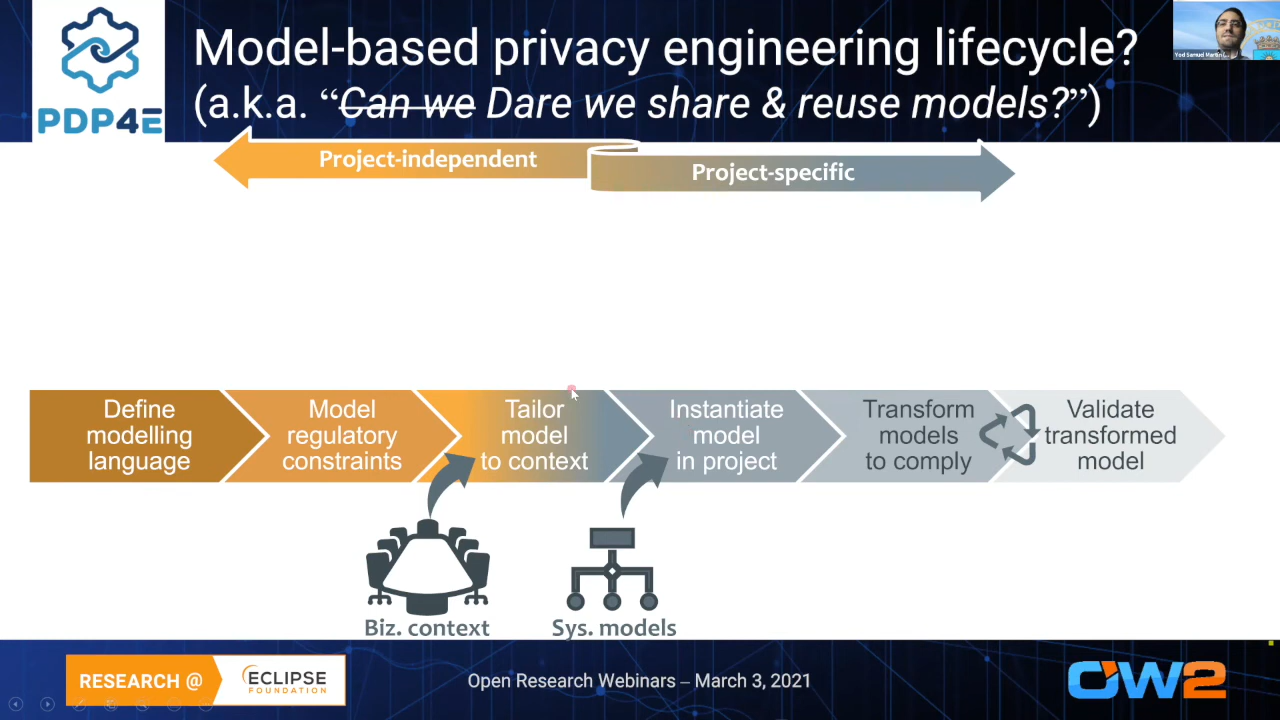 PDP4E
Model-based privacy engineering lifecycle?
(a.k.a. “Can we Dare we share & reuse models?”)
Project-independent
Project-specific
Define
modelling
language
Model
regulatory
constraints
Tailor
model
to context
Instantiate
model
in project
Transform
models
to comply
Validate
transformed
model
Biz. context
Sys. models
RESEARCH @
ECLIPSE
FOUNDATION
Open Research Webinars – March 3, 2021
OW2